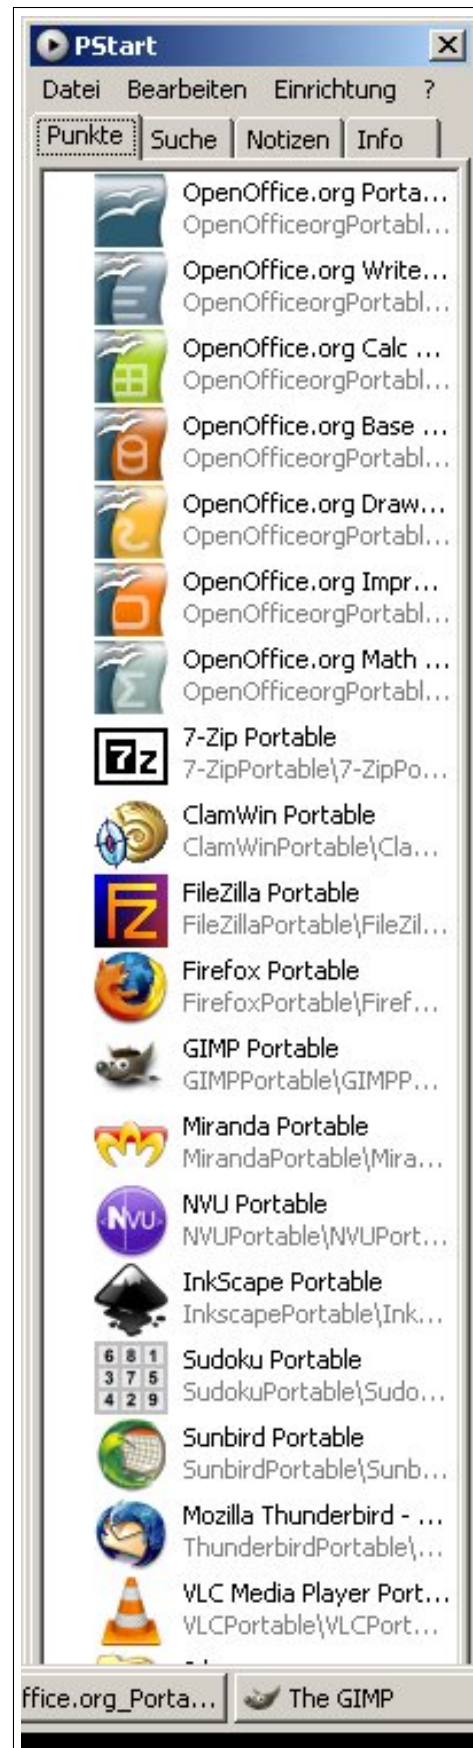 PStart
Datei Bearbeiten Einrichtung ?
Punkte Suche Notizen Info
OpenOffice.org Porta...
OpenOfficeorgPortabl...
OpenOffice.org Write...
OpenOfficeorgPortabl...
OpenOffice.org Calc ...
OpenOfficeorgPortabl...
OpenOffice.org Base ...
OpenOfficeorgPortabl...
OpenOffice.org Draw...
OpenOfficeorgPortabl...
OpenOffice.org Impr...
OpenOfficeorgPortabl...
OpenOffice.org Math ...
OpenOfficeorgPortabl...
7z
7-Zip Portable
7-ZipPortable\7-ZipPo...
ClamWin Portable
ClamWinPortable\Cla...
FZ
FileZilla Portable
FileZillaPortable\FileZil...
Firefox Portable
FirefoxPortable\Firef...
GIMP Portable
GIMPPortable\GIMPP...
Miranda Portable
MirandaPortable\Mira...
NVU
NVU Portable
NVUPortable\NVUPort...
InkScape Portable
InkscapePortable\Ink...
6 8 1
3 7 5
4 2 9
Sudoku Portable
SudokuPortable\Sudo...
Sunbird Portable
SunbirdPortable\Sunb...
Mozilla Thunderbird - ...
ThunderbirdPortable\...
VLC Media Player Port...
VLCPortable\VLCPort...
ffice.org_Porta... The GIMP